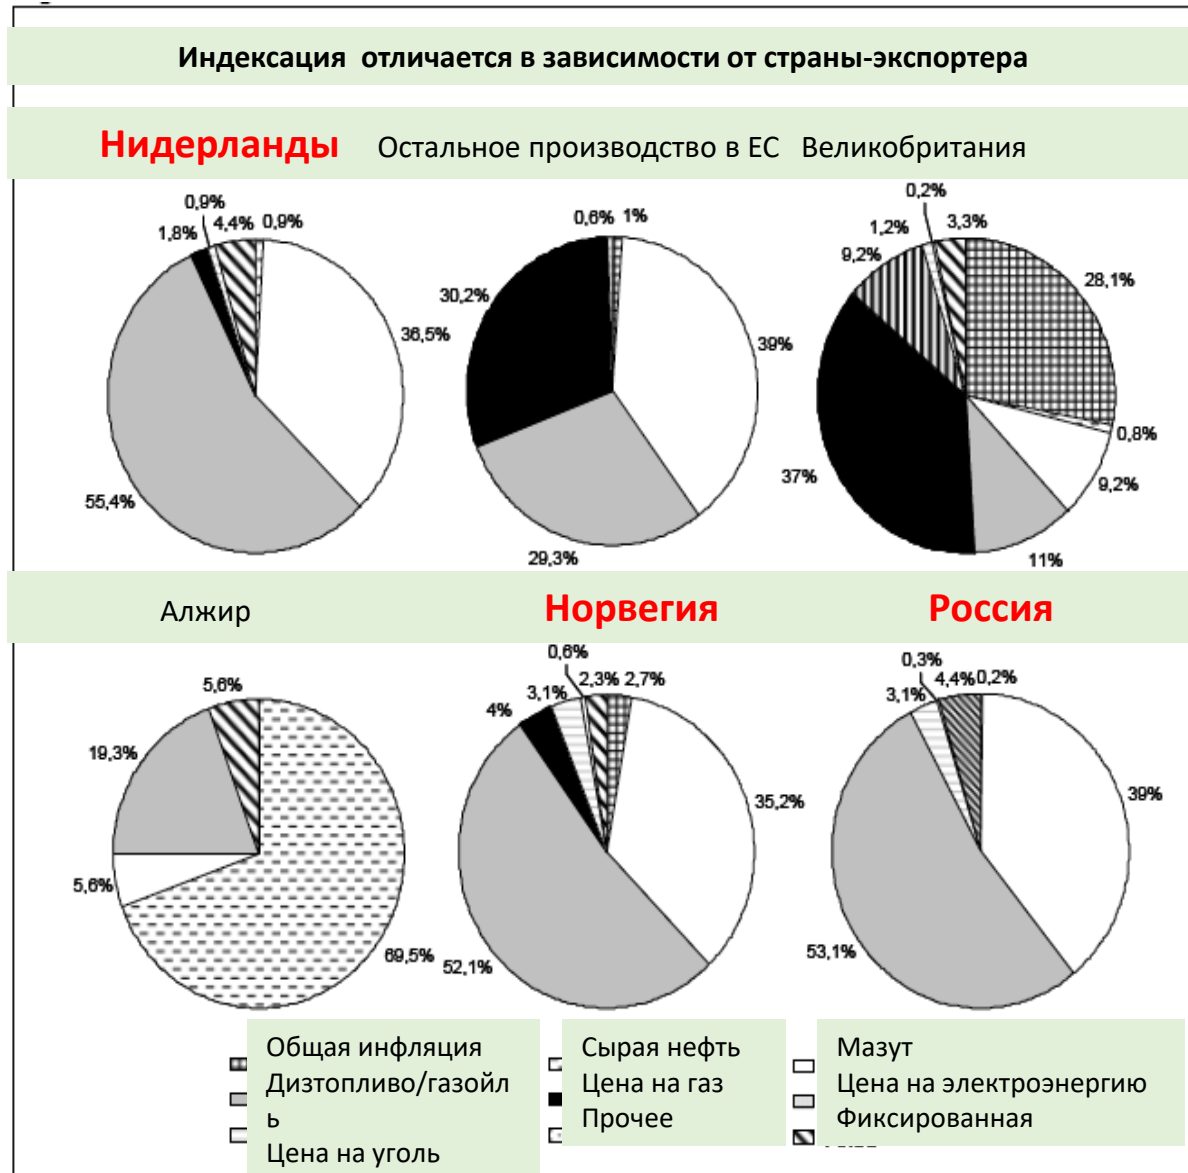 Индексация отличается в зависимости от страны-экспортера
Нидерланды Остальное производство в ЕС Великобритания
0,9%
1,8%
4,4%
0,9%
36,5%
55,4%
0,6%
1%
30,2%
39%
29,3%
0,2%
1,2%
3,3%
9,2%
28,1%
0,8%
9,2%
37%
11%
Алжир Норвегия Россия
5,6%
19,3%
5,6%
69,5%
0,6%
3,1%
2,3%
2,7%
4%
35,2%
52,1%
0,3%
3,1%
4,4%
0,2%
39%
53,1%
Общая инфляция
Дизтопливо/газойл
ь
Цена на уголь
Сырая нефть
Цена на газ
Прочее
Мазут
Цена на электроэнергию
Фиксированная